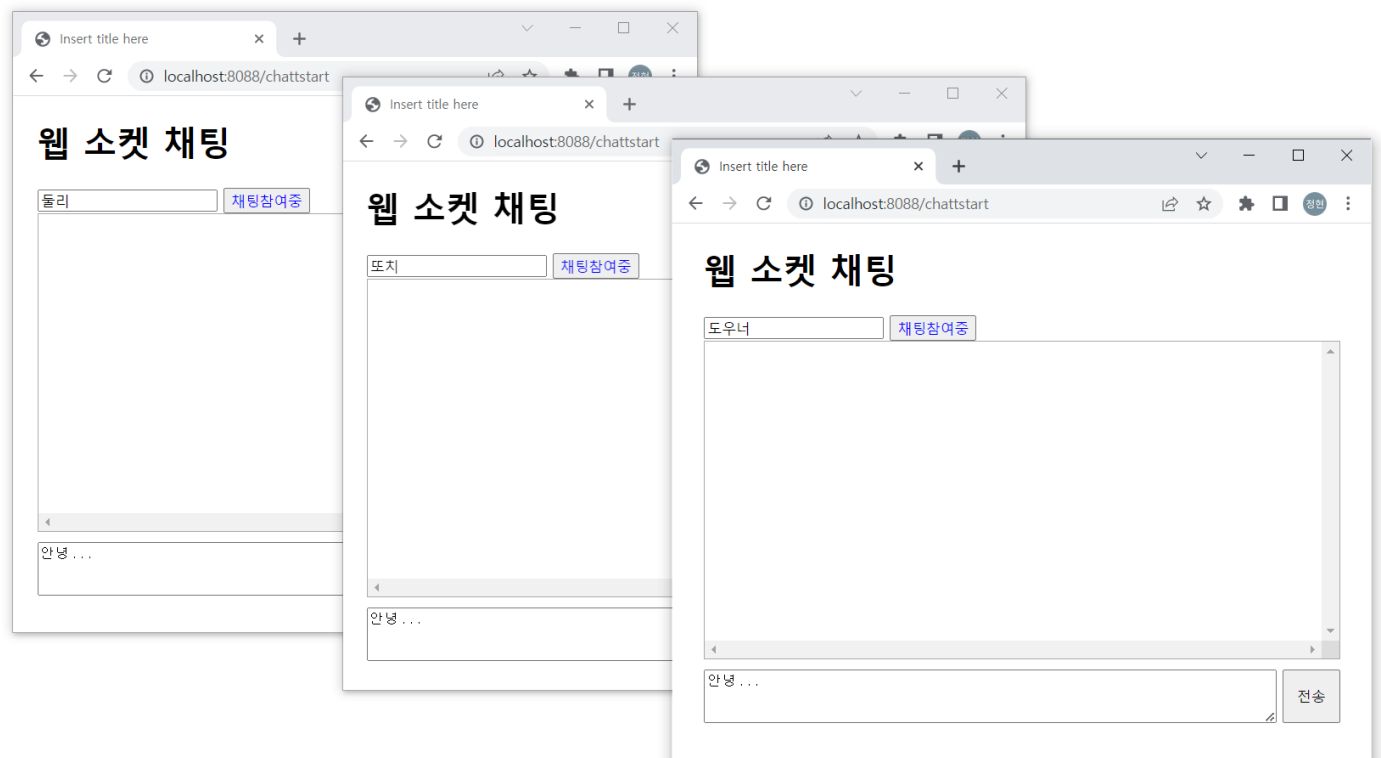 Insert title here
localhost:8088/chattstart
웹 소켓 채팅
둘리 채팅참여중
안녕...
Insert title here
localhost:8088/chattstart
웹 소켓 채팅
또치 채팅참여중
안녕...
Insert title here
localhost:8088/chattstart
정현
웹 소켓 채팅
도우너 채팅참여중
안녕...
전송